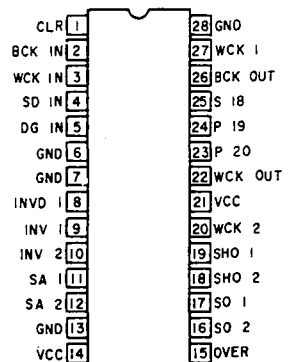 CLR 1 28 GND
BCK IN 2 27 WCK 1
WCK IN 3 26 BCK OUT
SD IN 4 25 S 18
DG IN 5 24 P 19
GND 6 23 P 20
GND 7 22 WCK OUT
INVD 1 8 21 VCC
INV 1 9 20 WCK 2
INV 2 10 19 SHO 1
SA 1 11 18 SHO 2
SA 2 12 17 SO 1
GND 13 16 SO 2
VCC 14 15 OVER